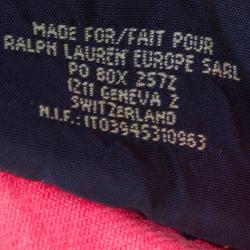 MADE FOR/FAIT POUR
RALPH LAUREN EUROPE SARL
PO BOX 2572
1211 GENEVA 2
SWITZERLAND
N.I.F.:IT03945310963